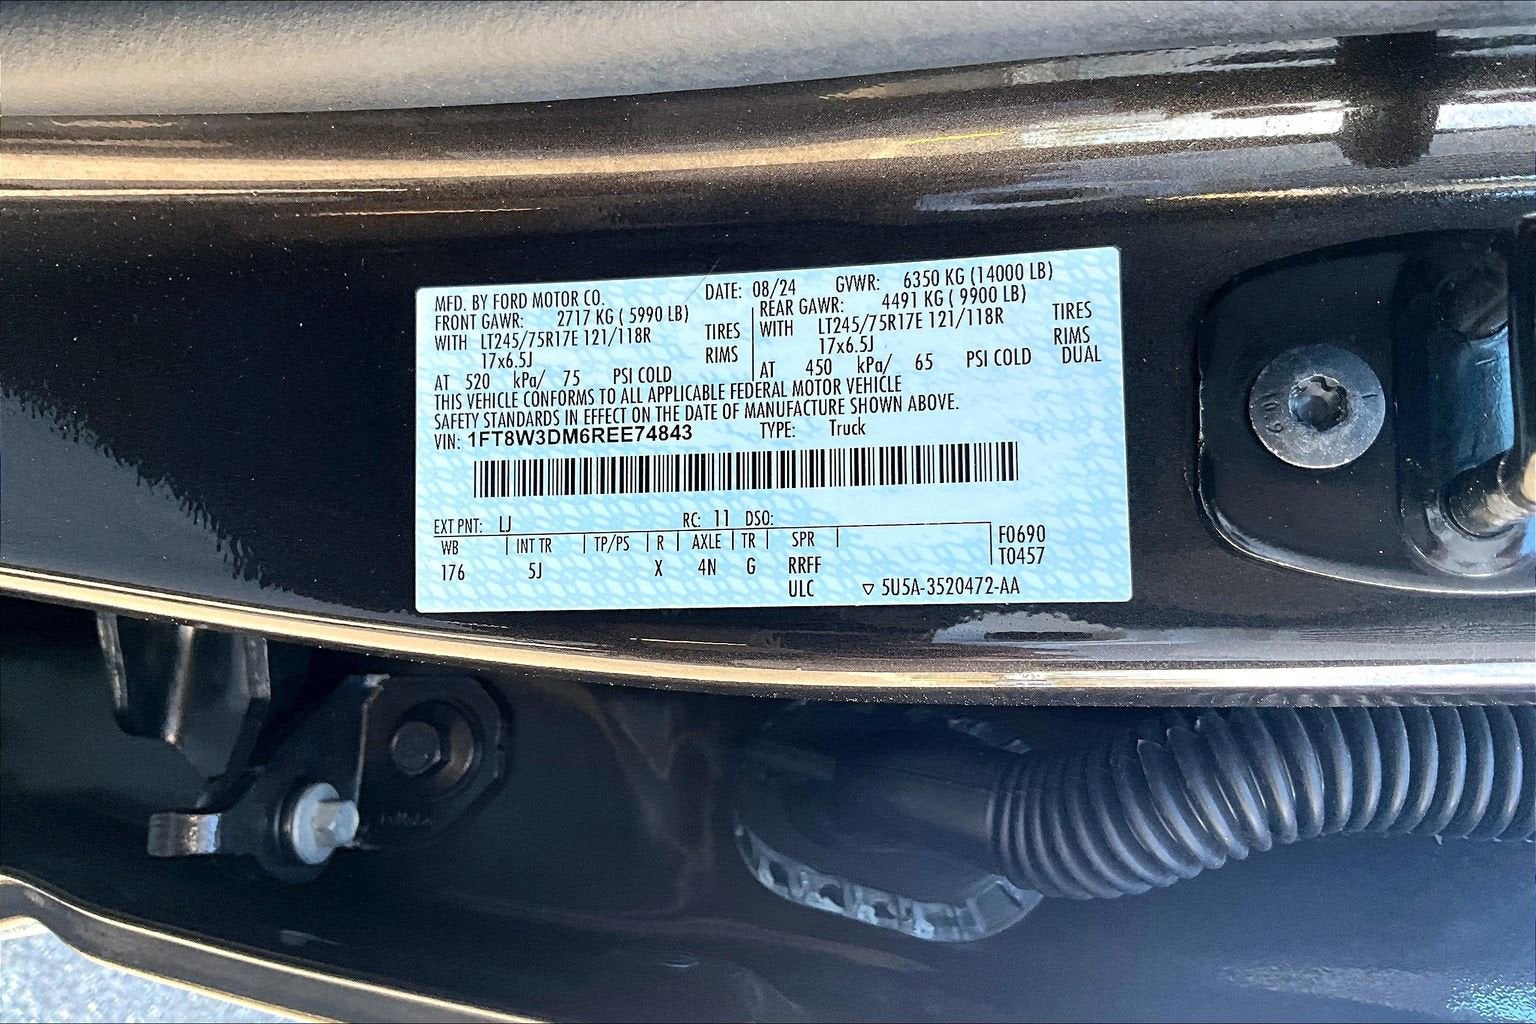 MFD. BY FORD MOTOR CO. DATE: 08/24 GVWR: 6350 KG (14000 LB)
FRONT GAWR: 2717 KG ( 5990 LB) REAR GAWR: 4491 KG ( 9900 LB)
WITH LT245/75R17E 121/118R TIRES WITH LT245/75R17E 121/118R TIRES
17x6.5J RIMS 17x6.5J RIMS
AT 520 kPa/ 75 PSI COLD AT 450 kPa/ 65 PSI COLD DUAL
THIS VEHICLE CONFORMS TO ALL APPLICABLE FEDERAL MOTOR VEHICLE
SAFETY STANDARDS IN EFFECT ON THE DATE OF MANUFACTURE SHOWN ABOVE.
VIN: 1FT8W3DM6REE74843 TYPE: Truck
EXT PNT: LJ RC: 11 DSO:
WB INT TR TP/PS R AXLE TR SPR F0690
176 5J X 4N G RRFF T0457
ULC 5U5A-3520472-AA